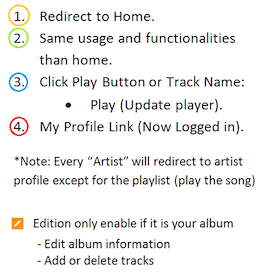 1. Redirect to Home.
2. Same usage and functionalities
than home.
3. Click Play Button or Track Name:
• Play (Update player).
4. My Profile Link (Now Logged in).
*Note: Every “Artist” will redirect to artist
profile except for the playlist (play the song)
Edition only enable if it is your album
- Edit album information
- Add or delete tracks